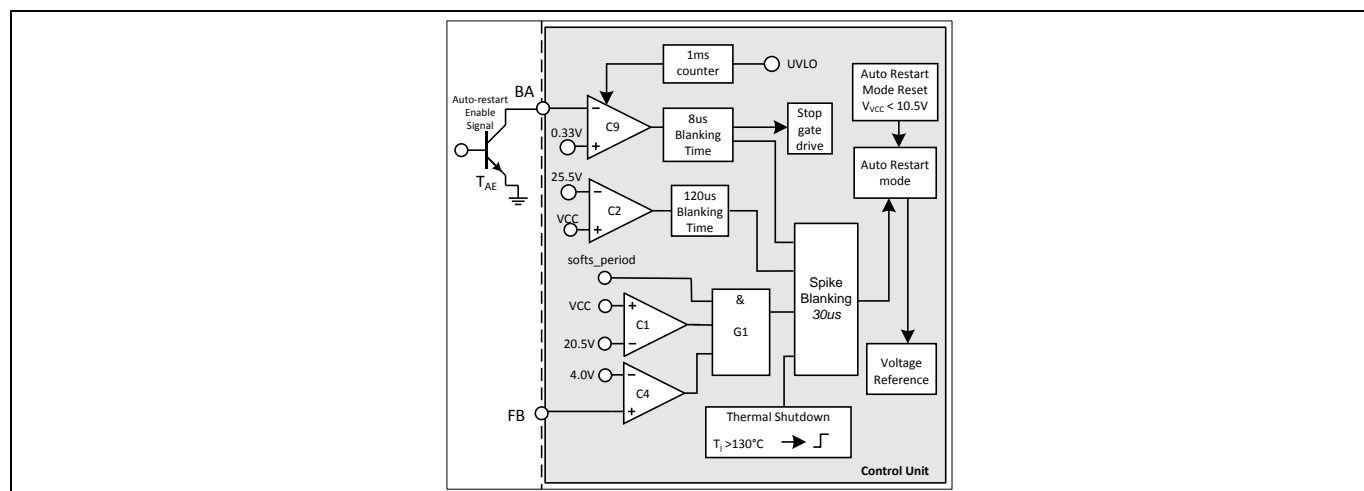 1ms
counter
UVLO
Auto Restart
Mode Reset
VVCC < 10.5V
BA
Auto-restart
Enable
Signal
−
C9
+
0.33V
8us
Blanking
Time
Stop
gate
drive
Auto Restart
mode
TAE
25.5V
−
C2
+
VCC
120us
Blanking
Time
softs_period
VCC
+
C1
−
20.5V
&
G1
Spike
Blanking
30us
4.0V
−
C4
+
FB
Voltage
Reference
Thermal Shutdown
Tj >130°C
Control Unit